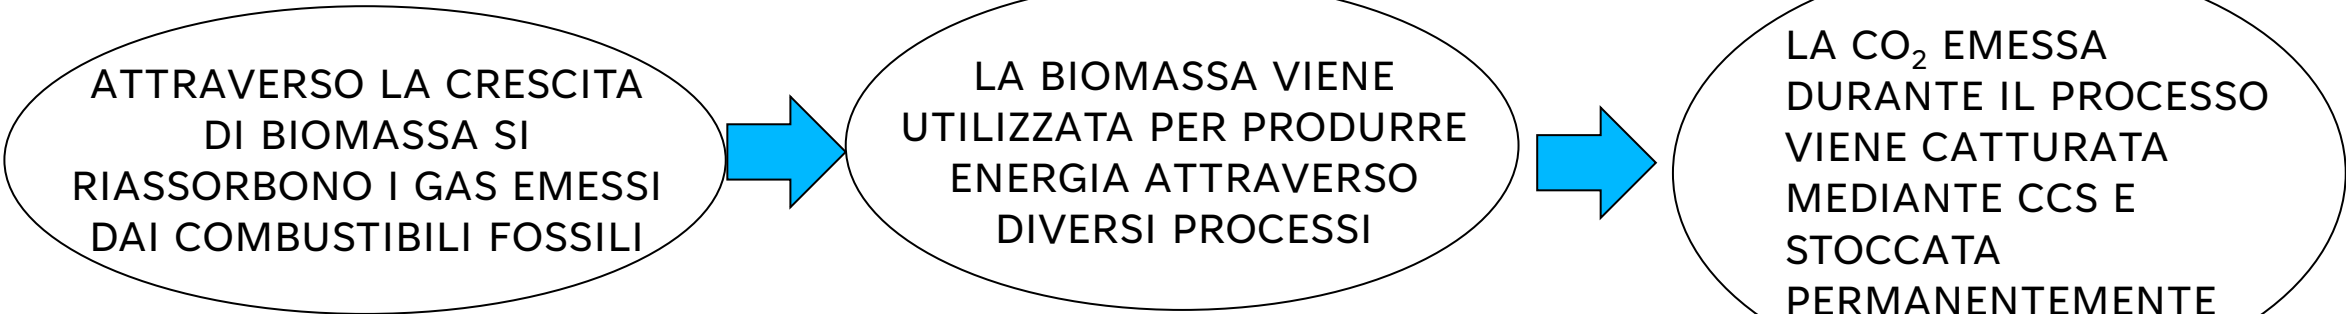 ATTRAVERSO LA CRESCITA
DI BIOMASSA SI
RIASSORBONO I GAS EMESSI
DAI COMBUSTIBILI FOSSILI
LA BIOMASSA VIENE
UTILIZZATA PER PRODURRE
ENERGIA ATTRAVERSO
DIVERSI PROCESSI
LA CO₂ EMESSA
DURANTE IL PROCESSO
VIENE CATTURATA
MEDIANTE CCS E
STOCCATA
PERMANENTEMENTE